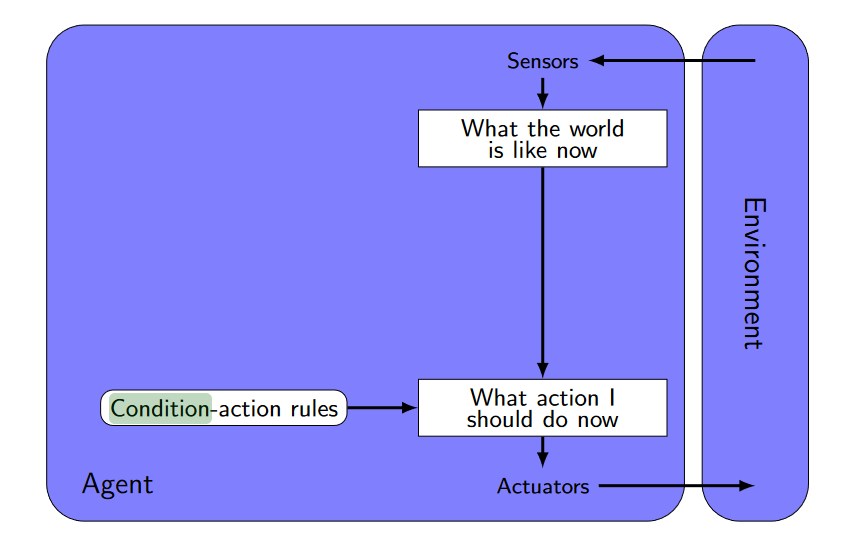 Sensors
What the world
is like now
Environment
Condition-action rules
What action I
should do now
Agent
Actuators